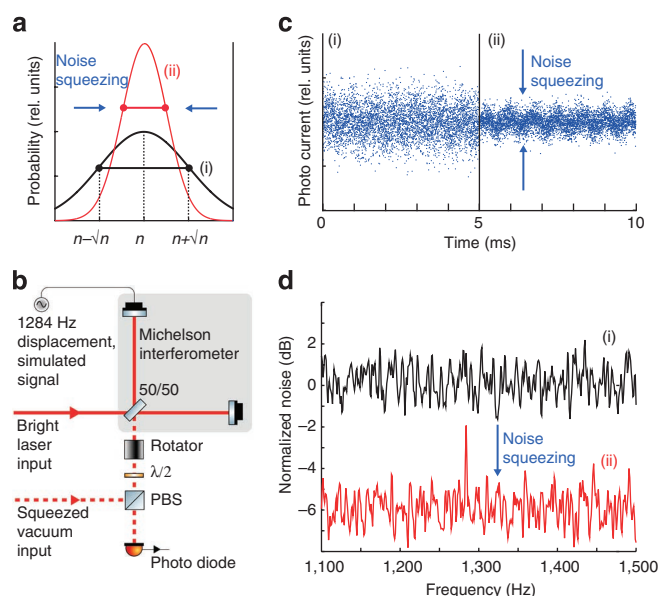 a
Probability (rel. units)
Noise
squeezing
(ii)
(i)
n–√n
n
n+√n
b
1284 Hz
displacement,
simulated
signal
Michelson
interferometer
50/50
Bright
laser
input
Rotator
λ/2
PBS
Squeezed
vacuum
input
Photo diode
c
Photo current (rel. units)
(i)
(ii)
Noise
squeezing
0
5
10
Time (ms)
d
Normalized noise (dB)
2
0
–2
–4
–6
(i)
Noise
squeezing
(ii)
1,100
1,200
1,300
1,400
1,500
Frequency (Hz)